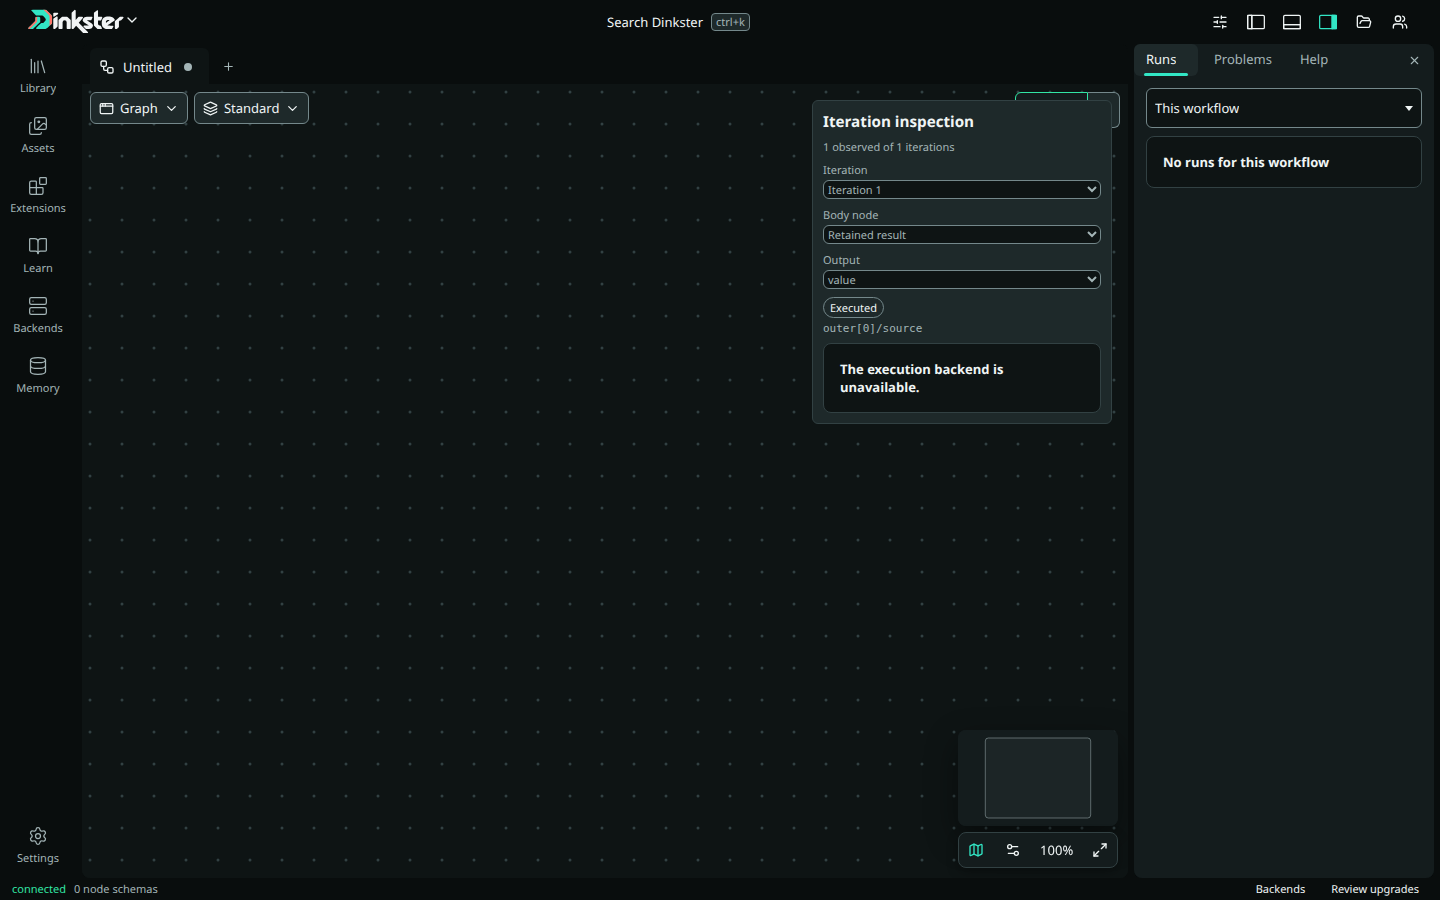 Dinkster
Search Dinkster ctrl+k
Library
Assets
Extensions
Learn
Backends
Memory
Settings
Untitled
Graph
Standard
Iteration inspection
1 observed of 1 iterations
Iteration
Iteration 1
Body node
Retained result
Output
value
Executed
outer[0]/source
The execution backend is
unavailable.
100%
Runs Problems Help
This workflow
No runs for this workflow
connected 0 node schemas
Backends Review upgrades